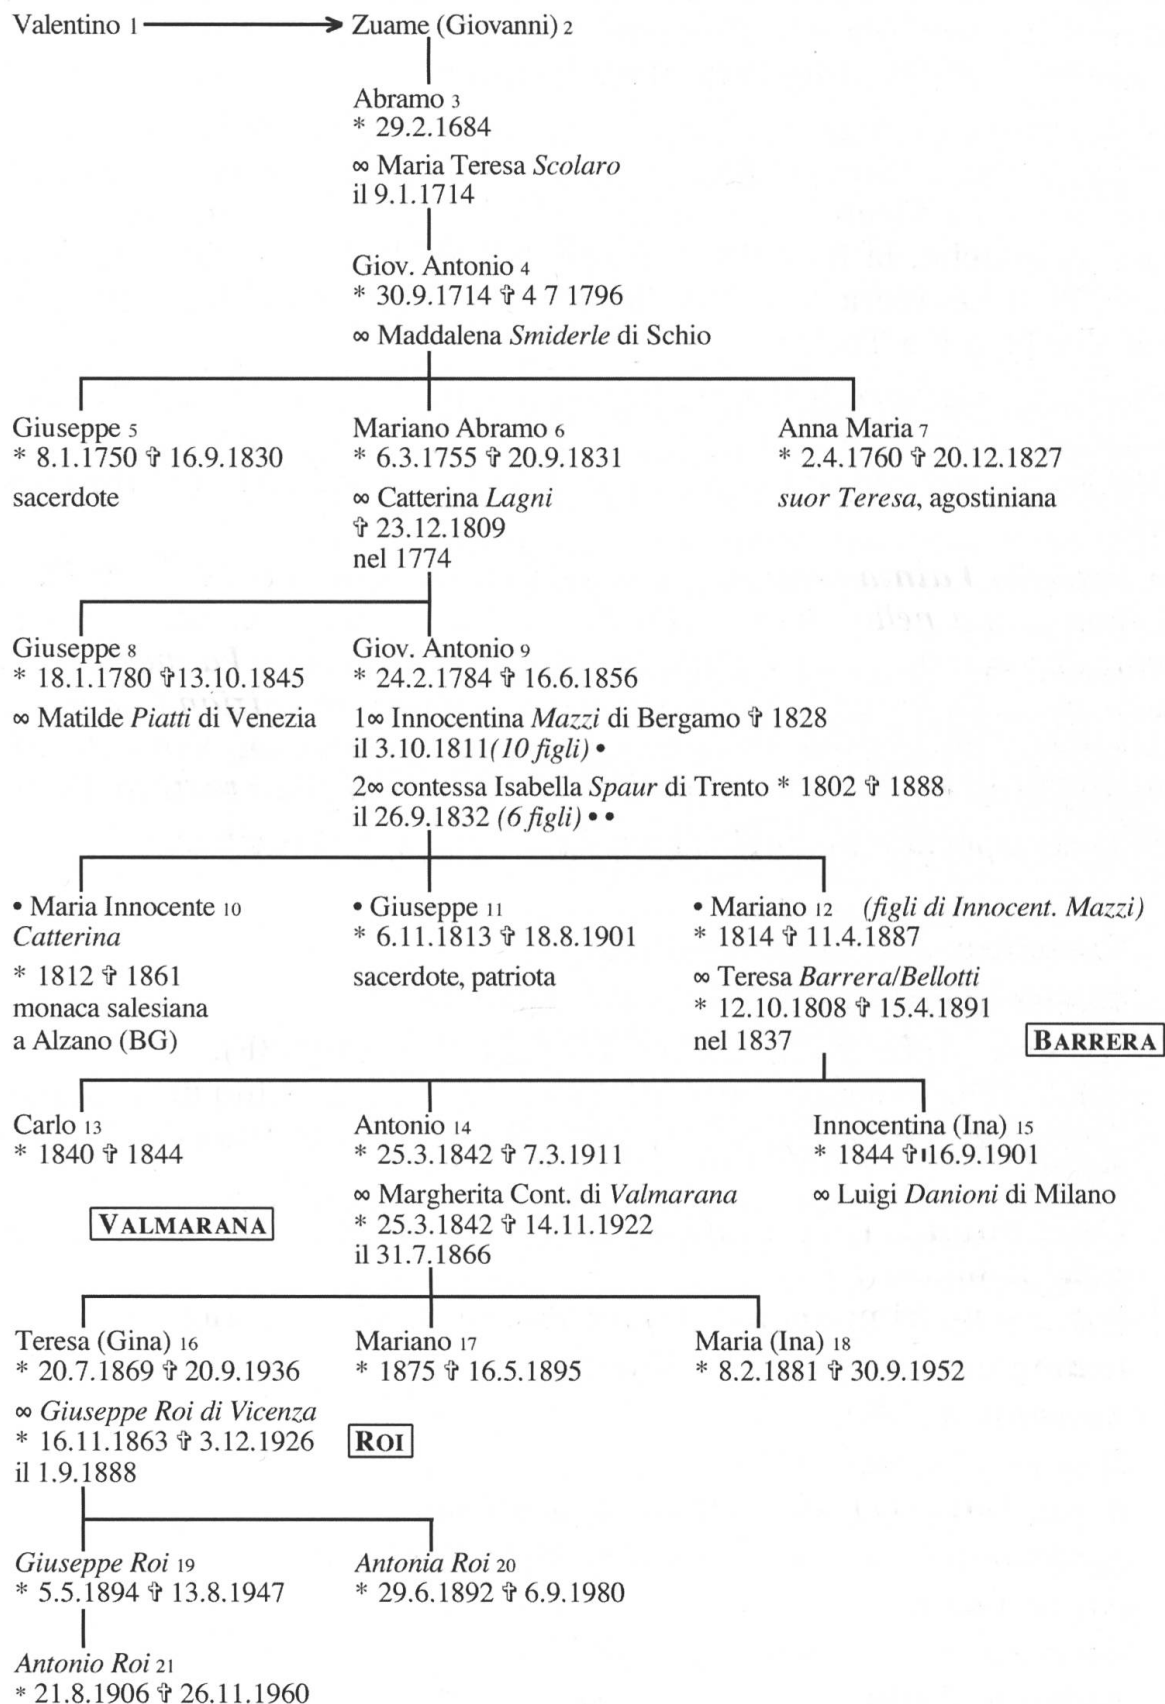 Valentino 1 → Zuame (Giovanni) 2
Abramo 3
* 29.2.1684
∞ Maria Teresa Scolaro
il 9.1.1714
Giov. Antonio 4
* 30.9.1714 ✞ 4 7 1796
∞ Maddalena Smiderle di Schio
Giuseppe 5
* 8.1.1750 ✞ 16.9.1830
sacerdote
Mariano Abramo 6
* 6.3.1755 ✞ 20.9.1831
∞ Catterina Lagni
✞ 23.12.1809
nel 1774
Anna Maria 7
* 2.4.1760 ✞ 20.12.1827
suor Teresa, agostiniana
Giuseppe 8
* 18.1.1780 ✞13.10.1845
∞ Matilde Piatti di Venezia
Giov. Antonio 9
* 24.2.1784 ✞ 16.6.1856
1∞ Innocentina Mazzi di Bergamo ✞ 1828
il 3.10.1811(10 figli) •
2∞ contessa Isabella Spaur di Trento * 1802 ✞ 1888
il 26.9.1832 (6 figli) • •
• Maria Innocente 10
Catterina
* 1812 ✞ 1861
monaca salesiana
a Alzano (BG)
• Giuseppe 11
* 6.11.1813 ✞ 18.8.1901
sacerdote, patriota
• Mariano 12 (figli di Innocent. Mazzi)
* 1814 ✞ 11.4.1887
∞ Teresa Barrera/Bellotti
* 12.10.1808 ✞ 15.4.1891
nel 1837
BARRERA
Carlo 13
* 1840 ✞ 1844
Antonio 14
* 25.3.1842 ✞ 7.3.1911
∞ Margherita Cont. di Valmarana
* 25.3.1842 ✞ 14.11.1922
il 31.7.1866
VALMARANA
Innocentina (Ina) 15
* 1844 ✞ 16.9.1901
∞ Luigi Danioni di Milano
Teresa (Gina) 16
* 20.7.1869 ✞ 20.9.1936
∞ Giuseppe Roi di Vicenza
* 16.11.1863 ✞ 3.12.1926
il 1.9.1888
ROI
Mariano 17
* 1875 ✞ 16.5.1895
Maria (Ina) 18
* 8.2.1881 ✞ 30.9.1952
Giuseppe Roi 19
* 5.5.1894 ✞ 13.8.1947
Antonia Roi 20
* 29.6.1892 ✞ 6.9.1980
Antonio Roi 21
* 21.8.1906 ✞ 26.11.1960